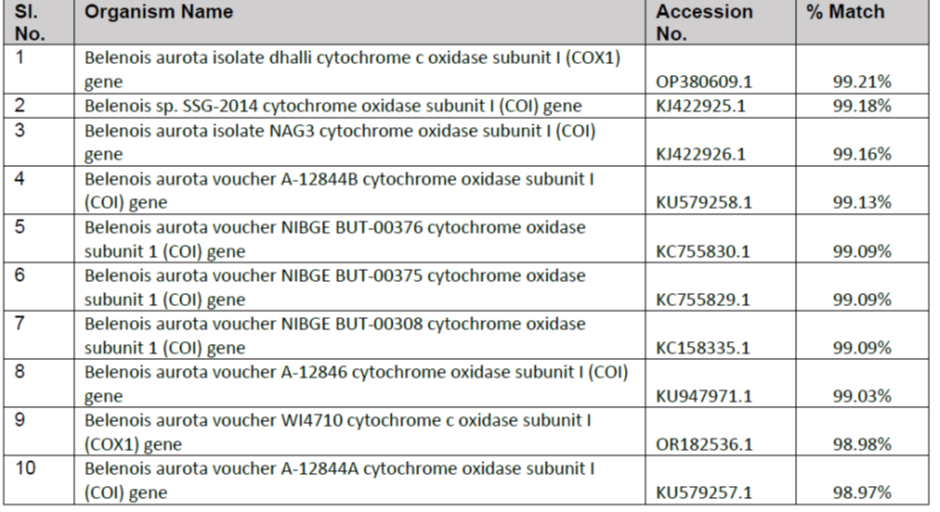 Sl. No. Organism Name Accession No. % Match
1 Belenois aurota isolate dhalli cytochrome c oxidase subunit I (COX1)
gene OP380609.1 99.21%
2 Belenois sp. SSG-2014 cytochrome oxidase subunit I (COI) gene KJ422925.1 99.18%
3 Belenois aurota isolate NAG3 cytochrome oxidase subunit I (COI)
gene KJ422926.1 99.16%
4 Belenois aurota voucher A-12844B cytochrome oxidase subunit I
(COI) gene KU579258.1 99.13%
5 Belenois aurota voucher NIBGE BUT-00376 cytochrome oxidase
subunit 1 (COI) gene KC755830.1 99.09%
6 Belenois aurota voucher NIBGE BUT-00375 cytochrome oxidase
subunit 1 (COI) gene KC755829.1 99.09%
7 Belenois aurota voucher NIBGE BUT-00308 cytochrome oxidase
subunit 1 (COI) gene KC158335.1 99.09%
8 Belenois aurota voucher A-12846 cytochrome oxidase subunit I (COI)
gene KU947971.1 99.03%
9 Belenois aurota voucher WI4710 cytochrome c oxidase subunit I
(COX1) gene OR182536.1 98.98%
10 Belenois aurota voucher A-12844A cytochrome oxidase subunit I
(COI) gene KU579257.1 98.97%